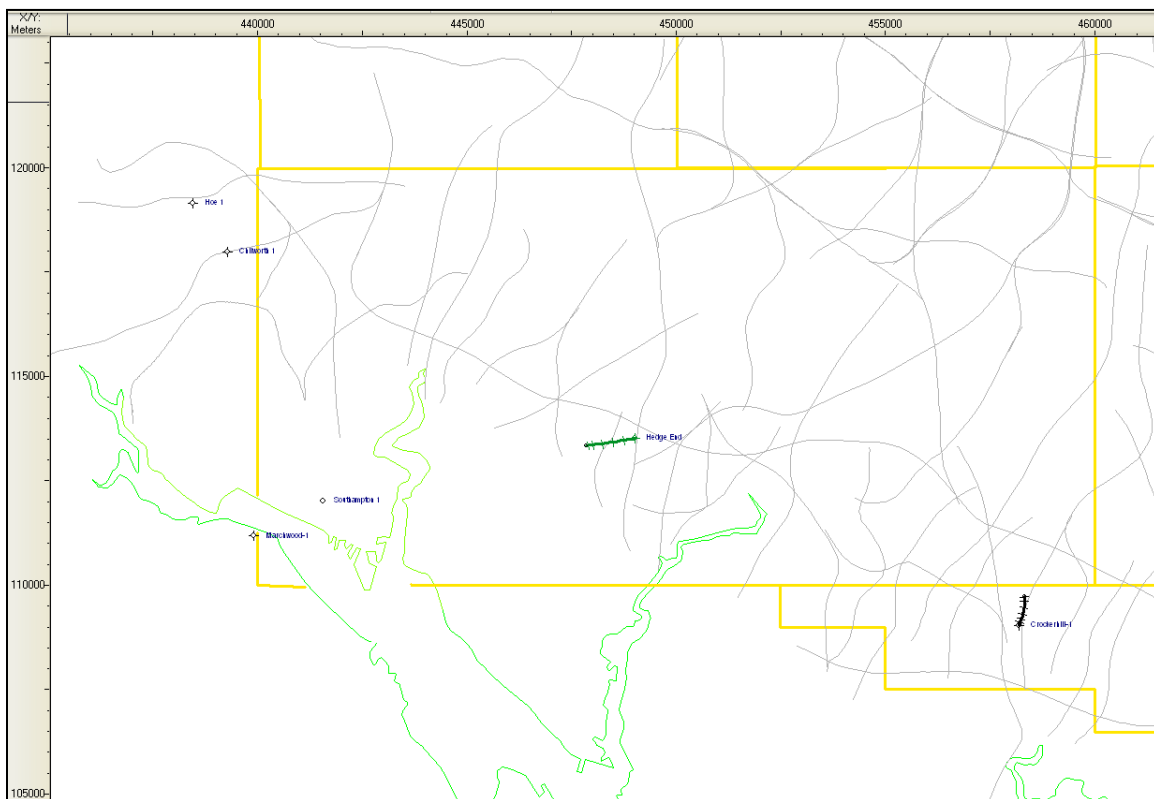 X/Y:
Meters
440000
445000
450000
455000
460000
120000
Hoe 1
Chilworth 1
115000
Hedge End
Southampton 1
Marchwood-1
110000
Crockerhill-1
105000